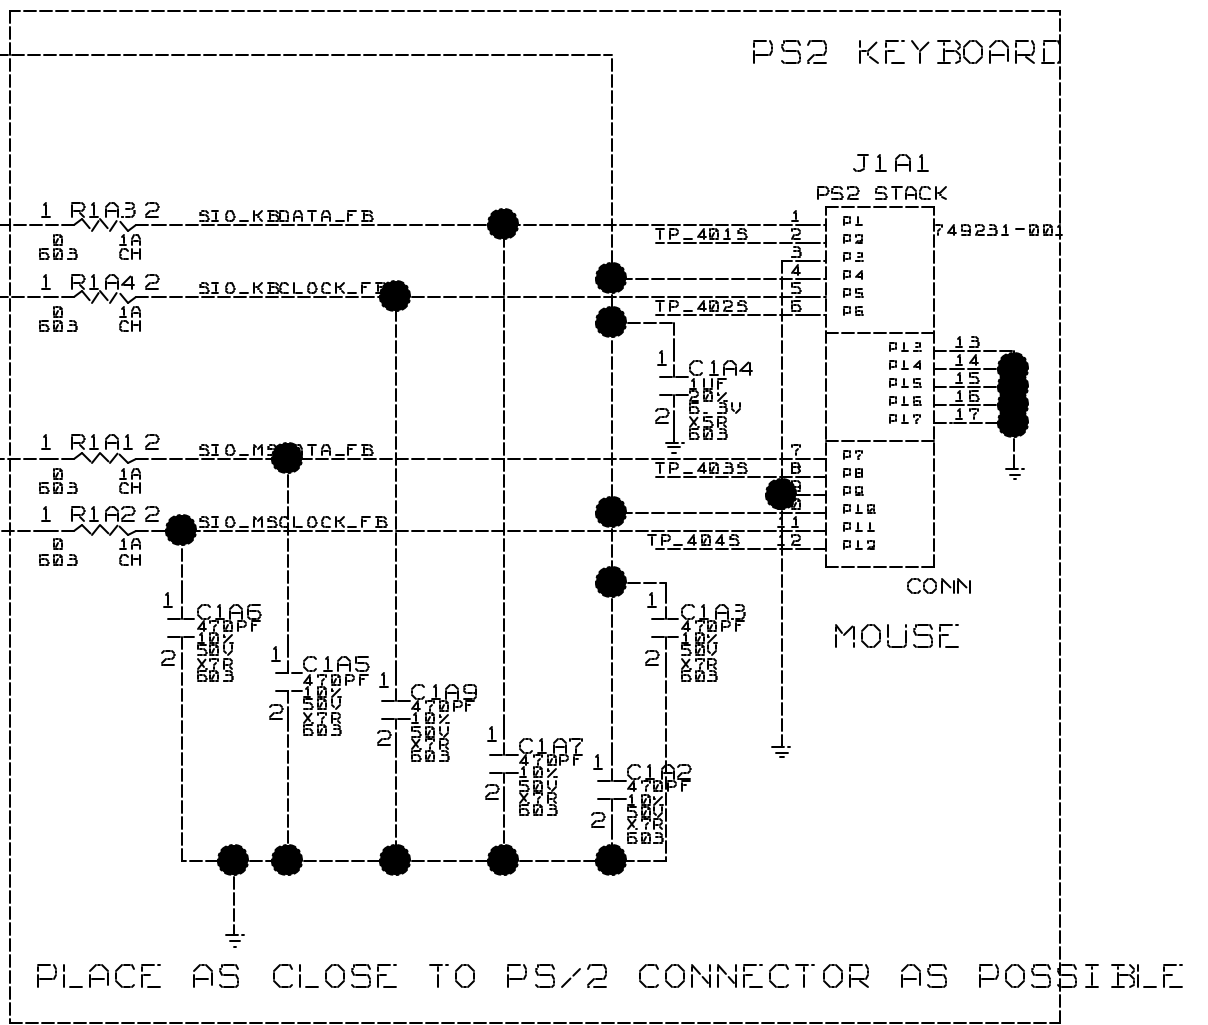 PS2 KEYBOARD
J1A1
PS2 STACK
749231-001
1 R1A3 2
0 1A
603 CH
SIO_KBDATA_FB
TP_401S
1
2
3
4
5
6
P1
P2
P3
P4
P5
P6
1 R1A4 2
0 1A
603 CH
SIO_KBCLOCK_FB
TP_402S
P13
P14
P15
P16
P17
13
14
15
16
17
1
C1A4
1UF
20%
6.3V
X5R
603
2
1 R1A1 2
0 1A
603 CH
TP_403S
7
8
9
11
12
P7
P8
P9
P10
P11
P12
1 R1A2 2
0 1A
603 CH
SIO_MSCLOCK_FB
TP_404S
CONN
MOUSE
1
C1A6
470PF
10%
50V
X7R
603
2
1
C1A5
470PF
10%
50V
X7R
603
2
1
C1A9
470PF
10%
50V
X7R
603
2
1
C1A7
470PF
10%
50V
X7R
603
2
1
C1A2
470PF
10%
50V
X7R
603
2
1
C1A3
470PF
10%
50V
X7R
603
2
PLACE AS CLOSE TO PS/2 CONNECTOR AS POSSIBLE